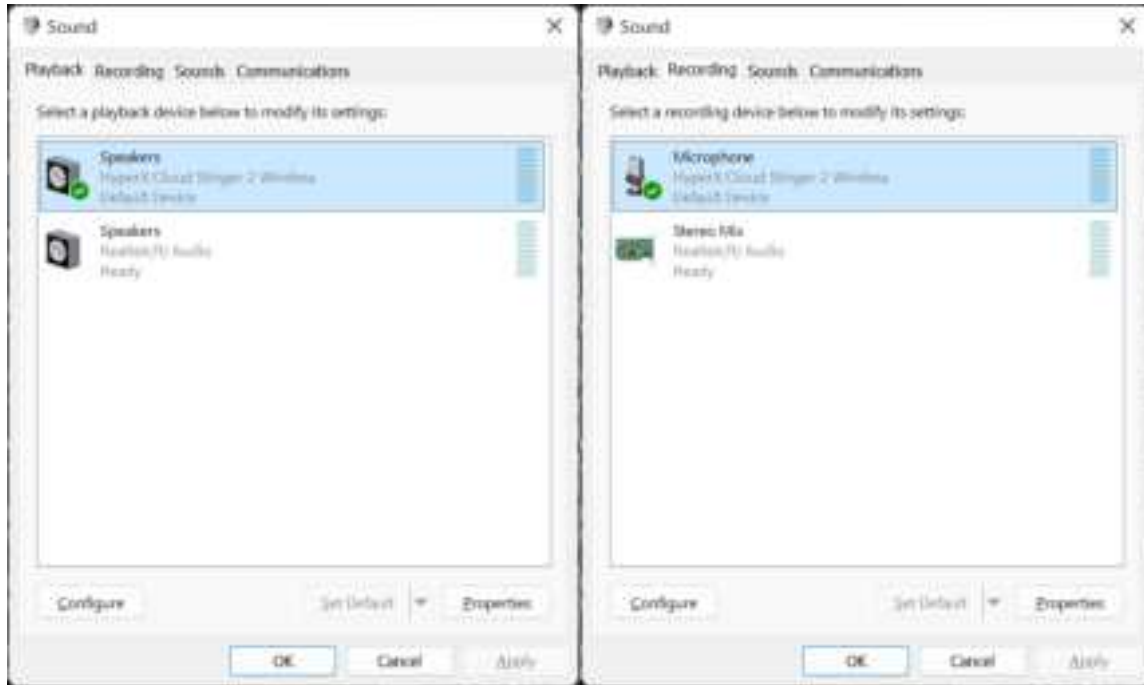 Sound
Playback Recording Sounds Communications
Select a playback device below to modify its settings:
Speakers
HyperX Cloud Stinger 2 Wireless
Default Device
Speakers
Realtek(R) Audio
Ready
Configure
Set Default
Properties
OK
Cancel
Apply
Sound
Playback Recording Sounds Communications
Select a recording device below to modify its settings:
Microphone
HyperX Cloud Stinger 2 Wireless
Default Device
Stereo Mix
Realtek(R) Audio
Ready
Configure
Set Default
Properties
OK
Cancel
Apply